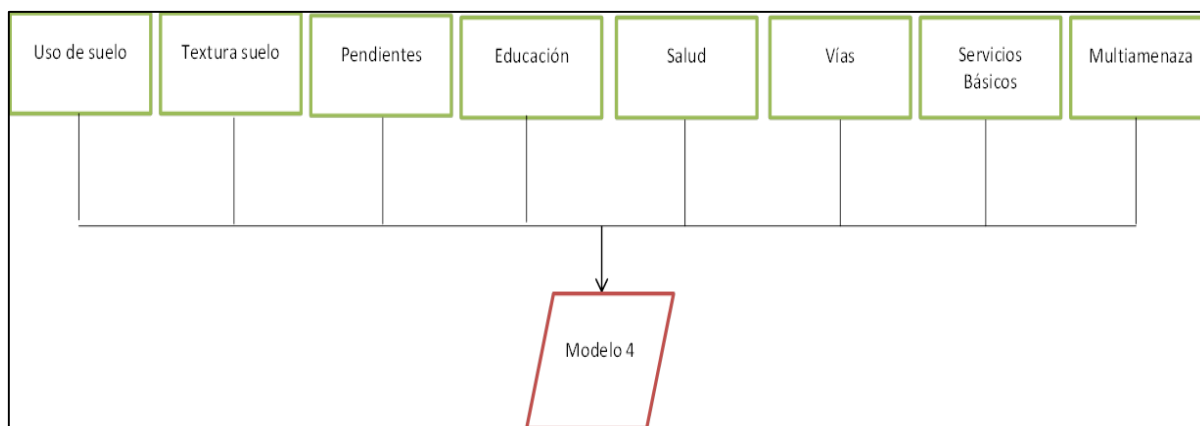 Uso de suelo
Textura suelo
Pendientes
Educación
Salud
Vías
Servicios
Básicos
Multiamenaza
Modelo 4